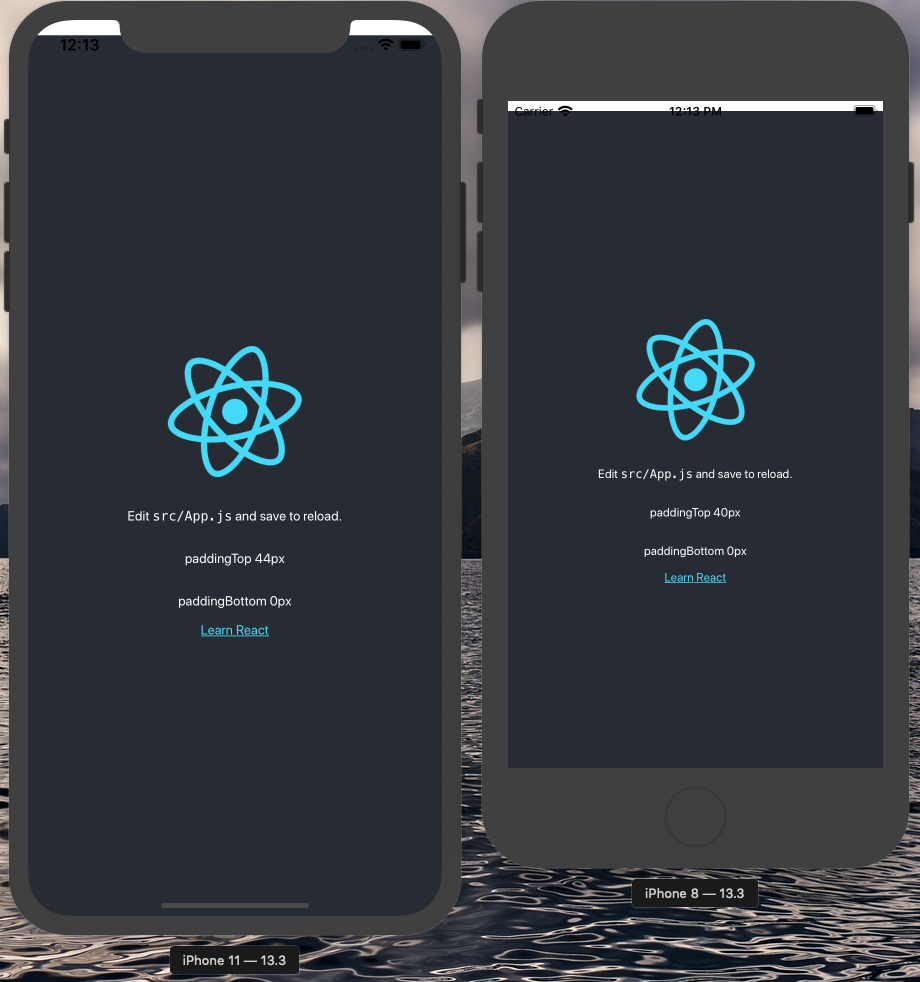 12:13
Edit src/App.js and save to reload.
paddingTop 44px
paddingBottom 0px
Learn React
iPhone 11 — 13.3
Carrier
12:13 PM
Edit src/App.js and save to reload.
paddingTop 40px
paddingBottom 0px
Learn React
iPhone 8 — 13.3